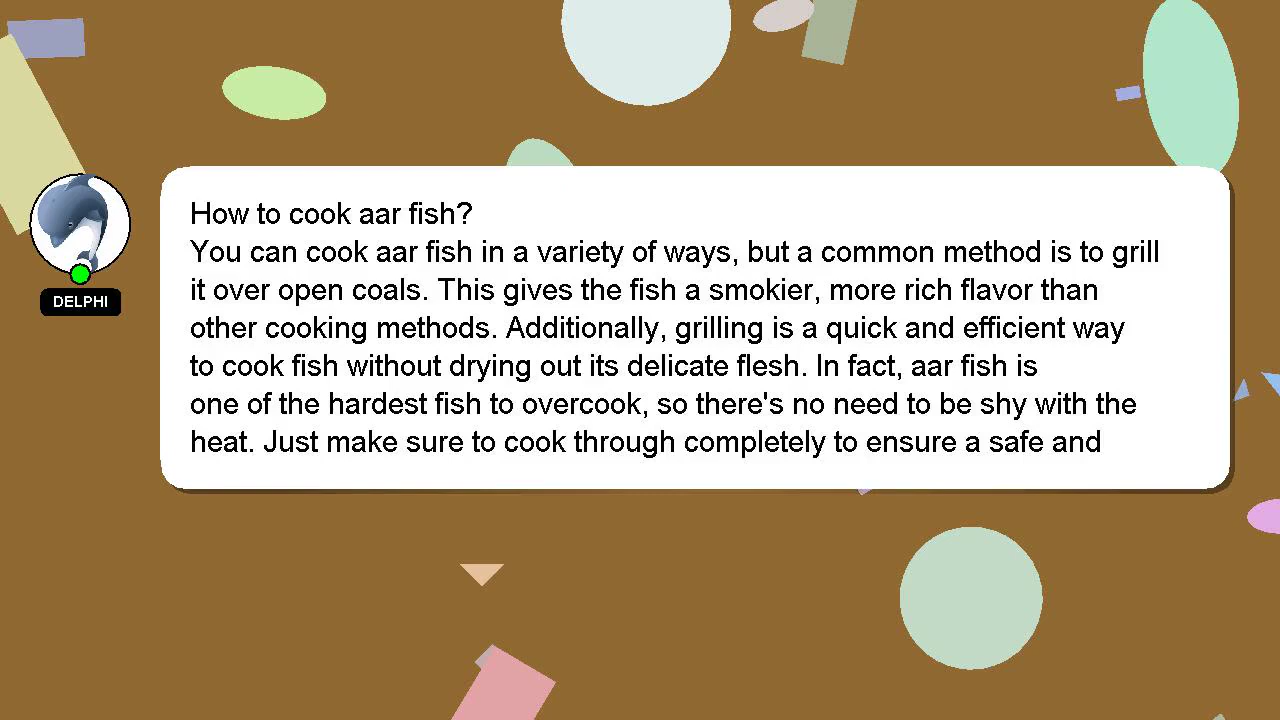 How to cook aar fish?
You can cook aar fish in a variety of ways, but a common method is to grill
it over open coals. This gives the fish a smokier, more rich flavor than
other cooking methods. Additionally, grilling is a quick and efficient way
to cook fish without drying out its delicate flesh. In fact, aar fish is
one of the hardest fish to overcook, so there's no need to be shy with the
heat. Just make sure to cook through completely to ensure a safe and
DELPHI